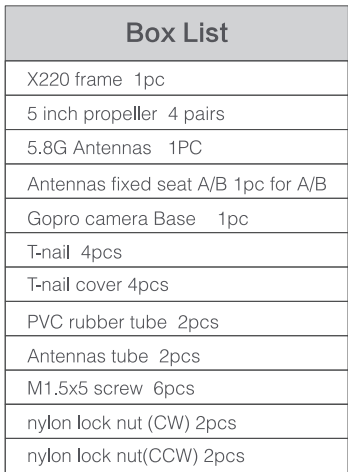 Box List
X220 frame 1pc
5 inch propeller 4 pairs
5.8G Antennas 1PC
Antennas fixed seat A/B 1pc for A/B
Gopro camera Base 1pc
T-nail 4pcs
T-nail cover 4pcs
PVC rubber tube 2pcs
Antennas tube 2pcs
M1.5x5 screw 6pcs
nylon lock nut (CW) 2pcs
nylon lock nut(CCW) 2pcs